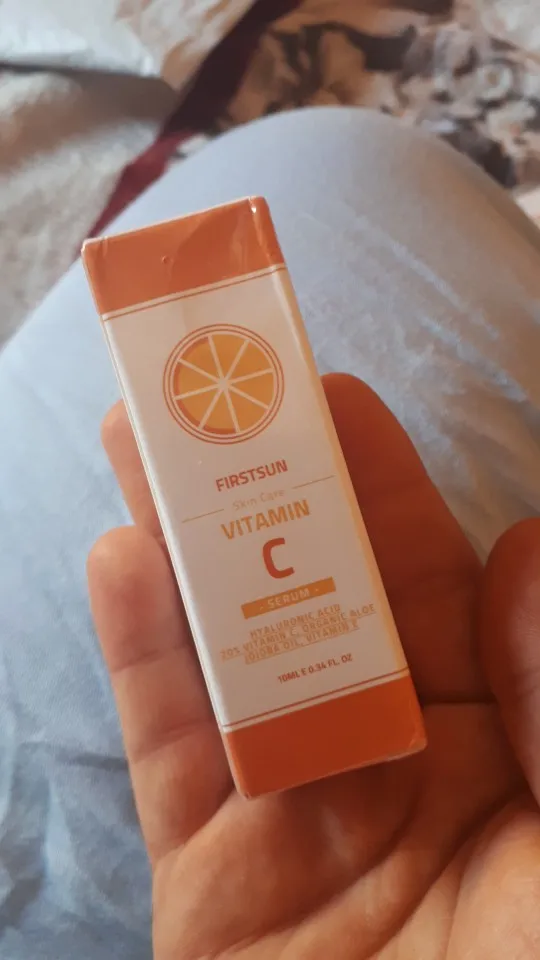 FIRSTSUN
Skin Care
VITAMIN
C
- SERUM -
HYALURONIC ACID
20% VITAMIN C, ORGANIC ALOE
JOJOBA OIL, VITAMIN E
10ML E 0.34 FL. OZ